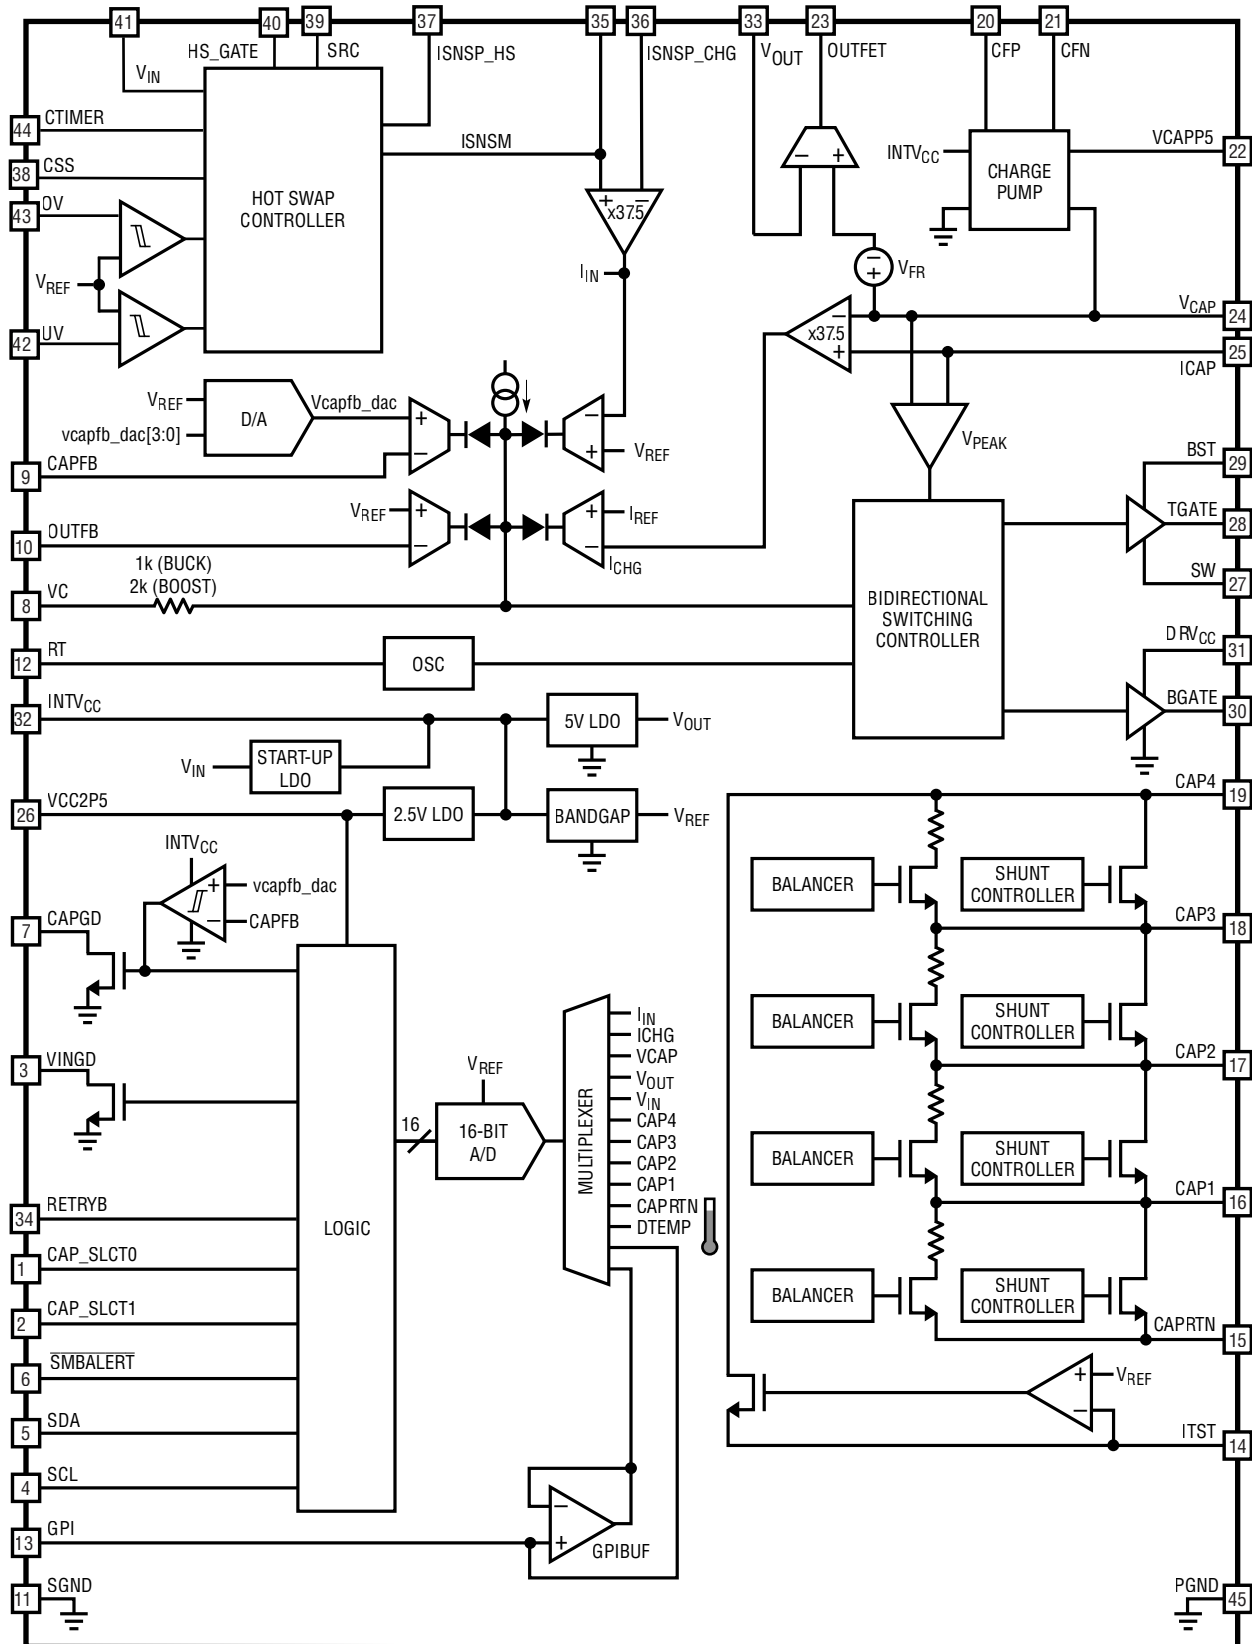 41
40
39
37
35
36
33
23
20
21
HS_GATE
SRC
ISNSP_HS
ISNSP_CHG
VOUT
OUTFET
CFP
CFN
VIN
44
CTIMER
ISNSM
38
CSS
HOT SWAP
CONTROLLER
43
OV
VREF
42
UV
+
−
x37.5
IIN
−
+
INTVCC
CHARGE
PUMP
VCAPP5
22
−
+
VFR
VCAP
24
−
x37.5
+
25
ICAP
VPEAK
VREF
vcapfb_dac[3:0]
D/A
Vcapfb_dac
+
−
−
+
VREF
9
CAPFB
VREF
+
−
+
−
IREF
ICHG
10
OUTFB
1k (BUCK)
2k (BOOST)
8
VC
BIDIRECTIONAL
SWITCHING
CONTROLLER
BST
29
TGATE
28
SW
27
DRVCC
31
BGATE
30
12
RT
OSC
32
INTVCC
5V LDO
VOUT
VIN
START-UP
LDO
26
VCC2P5
2.5V LDO
BANDGAP
VREF
INTVCC
+
vcapfb_dac
−
CAPFB
7
CAPGD
3
VINGD
CAP4
19
BALANCER
SHUNT
CONTROLLER
CAP3
18
BALANCER
SHUNT
CONTROLLER
CAP2
17
BALANCER
SHUNT
CONTROLLER
CAP1
16
BALANCER
SHUNT
CONTROLLER
CAPRTN
15
VREF
16
16-BIT
A/D
MULTIPLEXER
IIN
ICHG
VCAP
VOUT
VIN
CAP4
CAP3
CAP2
CAP1
CAPRTN
DTEMP
LOGIC
34
RETRYB
1
CAP_SLCT0
2
CAP_SLCT1
6
SMBALERT
5
SDA
4
SCL
13
GPI
−
+
GPIBUF
+
VREF
−
ITST
14
11
SGND
PGND
45